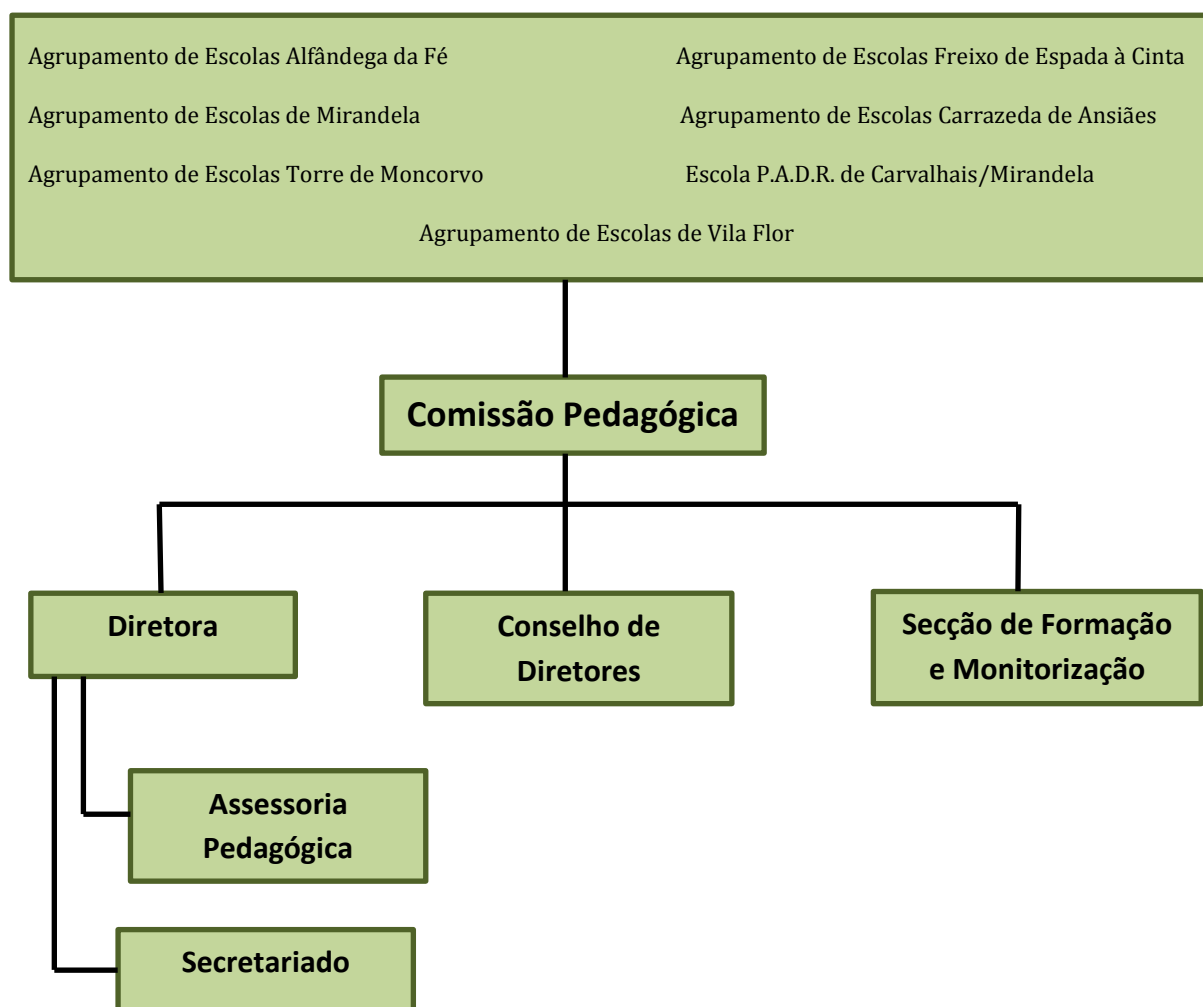 Agrupamento de Escolas Alfândega da Fé
Agrupamento de Escolas Freixo de Espada à Cinta
Agrupamento de Escolas de Mirandela
Agrupamento de Escolas Carrazeda de Ansiães
Agrupamento de Escolas Torre de Moncorvo
Escola P.A.D.R. de Carvalhais/Mirandela
Agrupamento de Escolas de Vila Flor
Comissão Pedagógica
Diretora
Conselho de
Diretores
Secção de Formação
e Monitorização
Assessoria
Pedagógica
Secretariado